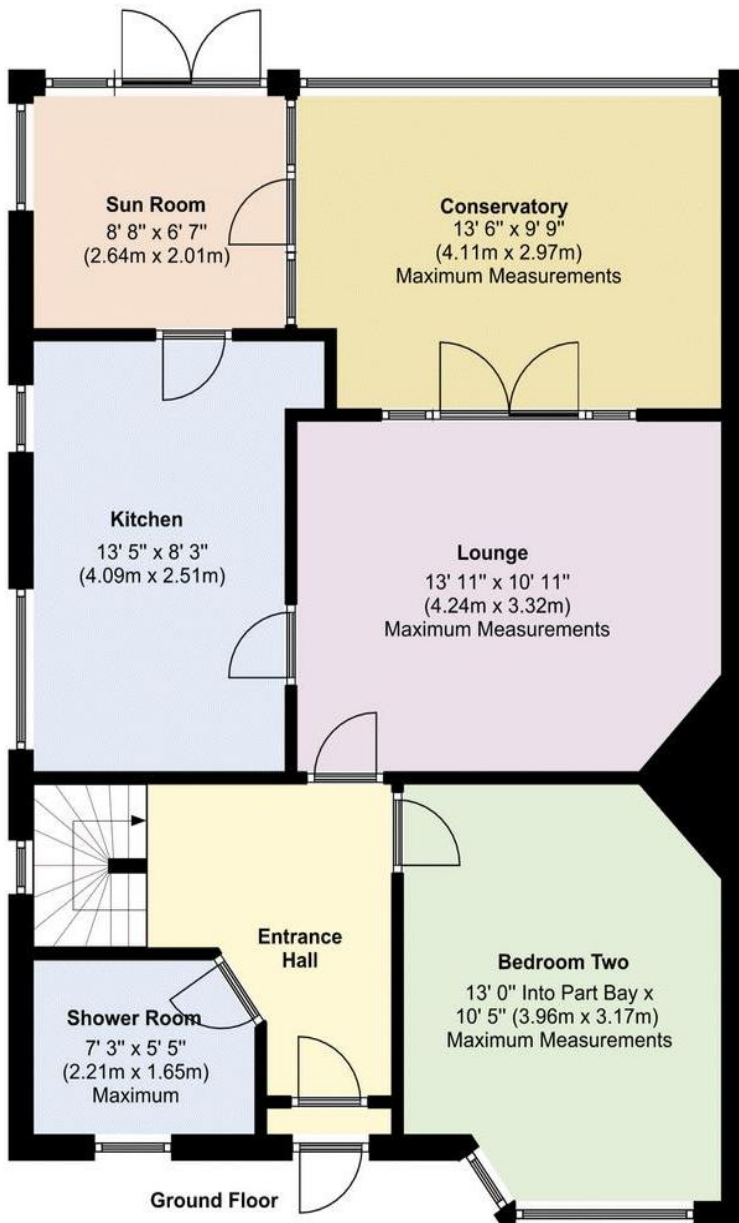 Sun Room
8' 8" x 6' 7"
(2.64m x 2.01m)
Conservatory
13' 6" x 9' 9"
(4.11m x 2.97m)
Maximum Measurements
Kitchen
13' 5" x 8' 3"
(4.09m x 2.51m)
Lounge
13' 11" x 10' 11"
(4.24m x 3.32m)
Maximum Measurements
Entrance
Hall
Bedroom Two
13' 0" Into Part Bay x
10' 5" (3.96m x 3.17m)
Maximum Measurements
Shower Room
7' 3" x 5' 5"
(2.21m x 1.65m)
Maximum
Ground Floor